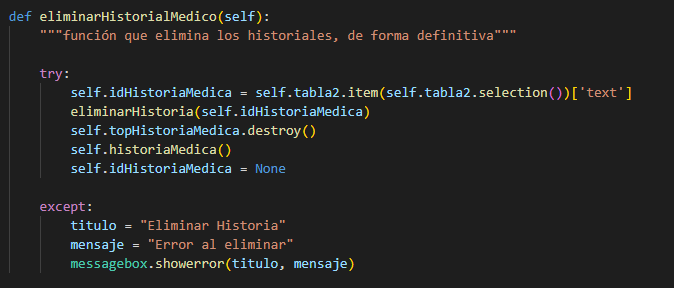 def eliminarHistorialMedico(self):
    """función que elimina los historiales, de forma definitiva"""
    try:
        self.idHistoriaMedica = self.tabla2.item(self.tabla2.selection())['text']
        eliminarHistoria(self.idHistoriaMedica)
        self.topHistoriaMedica.destroy()
        self.historiaMedica()
        self.idHistoriaMedica = None
    except:
        titulo = "Eliminar Historia"
        mensaje = "Error al eliminar"
        messagebox.showerror(titulo, mensaje)